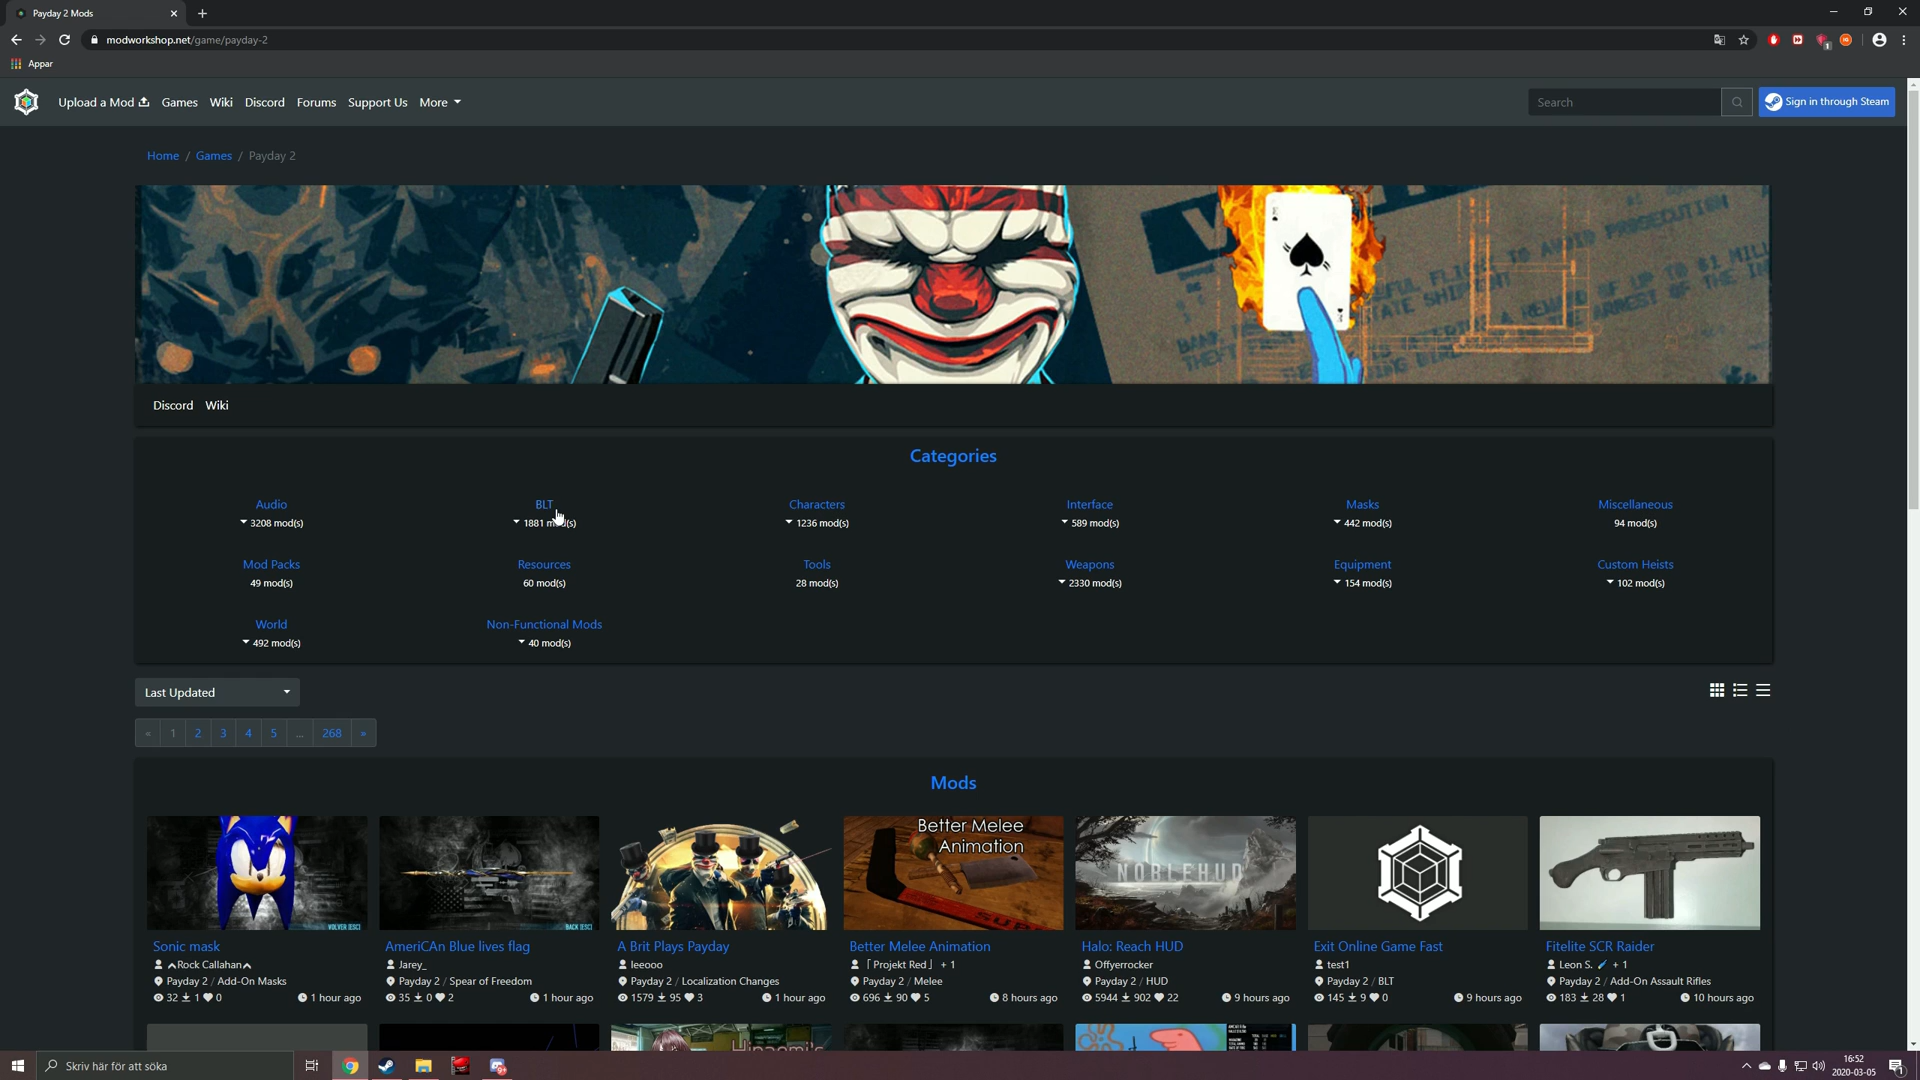 Payday 2 Mods
modworkshop.net/game/payday-2
Appar
Upload a Mod Games Wiki Discord Forums Support Us More
Search
Sign in through Steam
Home / Games / Payday 2
Discord Wiki
Categories
Audio BLT Characters Interface Masks Miscellaneous
3208 mod(s) 1881 mod(s) 1236 mod(s) 589 mod(s) 442 mod(s) 94 mod(s)
Mod Packs Resources Tools Weapons Equipment Custom Heists
49 mod(s) 60 mod(s) 28 mod(s) 2330 mod(s) 154 mod(s) 102 mod(s)
World Non-Functional Mods
492 mod(s) 40 mod(s)
Last Updated
« 1 2 3 4 5 ... 268 »
Mods
VOLVER [ESC] BACK [ESC] Better Melee Animation NOBLEHUD
Sonic mask AmeriCAn Blue lives flag A Brit Plays Payday Better Melee Animation Halo: Reach HUD Exit Online Game Fast Fitelite SCR Raider
Rock Callahan Jarey_ leeooo 「Projekt Red」 + 1 Offyerrocker test1 Leon S. + 1
Payday 2 / Add-On Masks Payday 2 / Spear of Freedom Payday 2 / Localization Changes Payday 2 / Melee Payday 2 / HUD Payday 2 / BLT Payday 2 / Add-On Assault Rifles
32 1 0 1 hour ago 35 0 2 1 hour ago 1579 95 3 1 hour ago 696 90 5 8 hours ago 5944 902 22 9 hours ago 145 9 0 9 hours ago 183 28 1 10 hours ago
Skriv här för att söka
16:52
2020-03-05